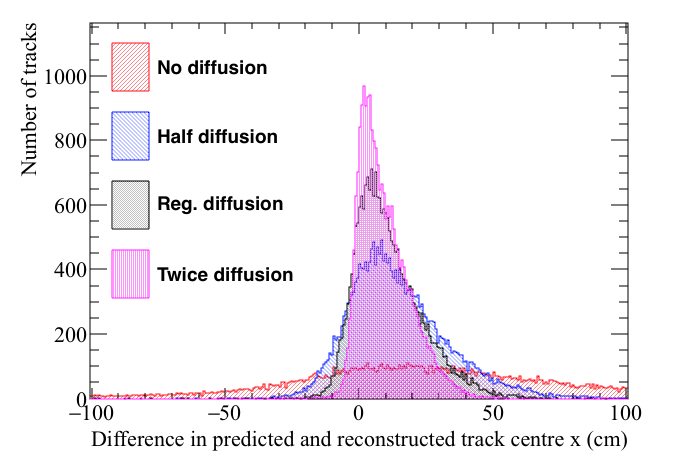 Number of tracks
1000
800
600
400
200
0
No diffusion
Half diffusion
Reg. diffusion
Twice diffusion
−100 −50 0 50 100
Difference in predicted and reconstructed track centre x (cm)